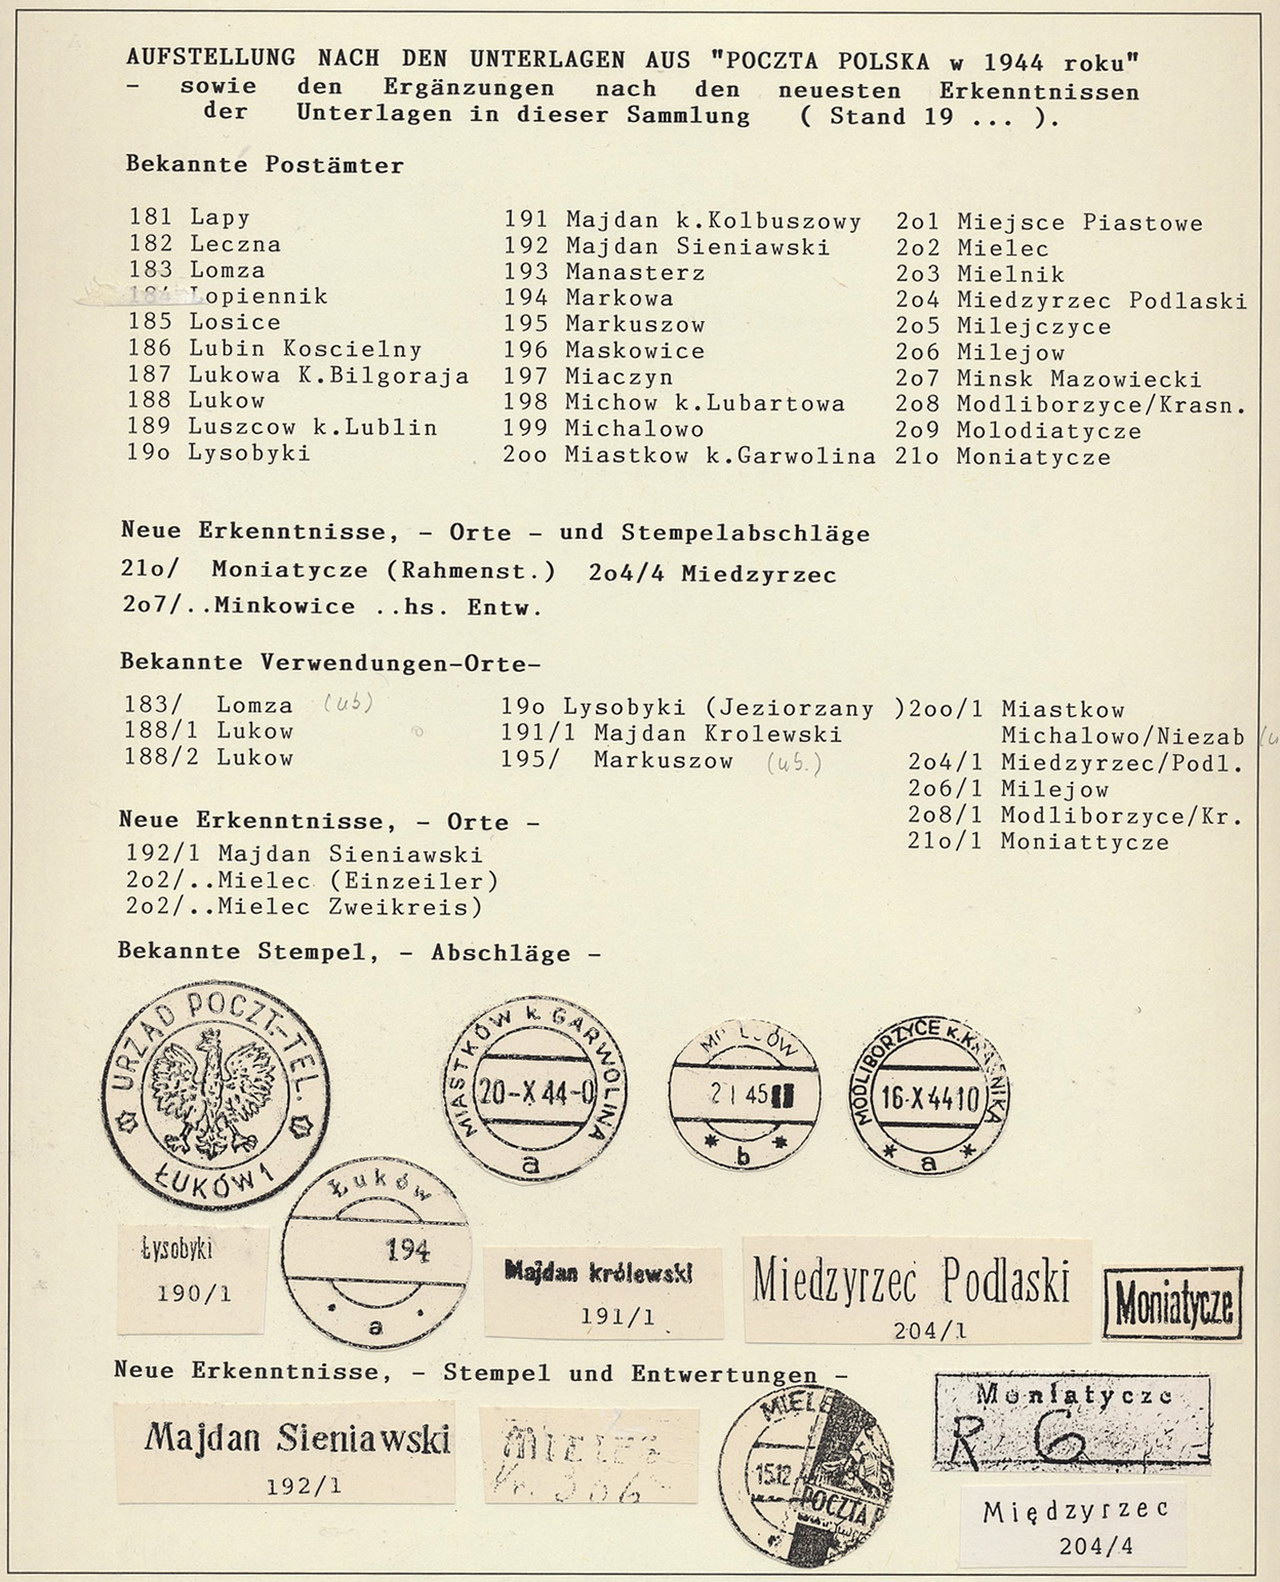 AUFSTELLUNG NACH DEN UNTERLAGEN AUS "POCZTA POLSKA w 1944 roku"
- sowie den Ergänzungen nach den neuesten Erkenntnissen
der Unterlagen in dieser Sammlung ( Stand 19 ... ).
Bekannte Postämter
181 Lapy
182 Leczna
183 Lomza
184 Lopiennik
185 Losice
186 Lubin Koscielny
187 Lukowa K.Bilgoraja
188 Lukow
189 Luszcow k.Lublin
19o Lysobyki
191 Majdan k.Kolbuszowy
192 Majdan Sieniawski
193 Manasterz
194 Markowa
195 Markuszow
196 Maskowice
197 Miaczyn
198 Michow k.Lubartowa
199 Michalowo
2oo Miastkow k.Garwolina
2o1 Miejsce Piastowe
2o2 Mielec
2o3 Mielnik
2o4 Miedzyrzec Podlaski
2o5 Milejczyce
2o6 Milejow
2o7 Minsk Mazowiecki
2o8 Modliborzyce/Krasn.
2o9 Molodiatycze
21o Moniatycze
Neue Erkenntnisse, - Orte - und Stempelabschläge
21o/ Moniatycze (Rahmenst.) 2o4/4 Miedzyrzec
2o7/..Minkowice ..hs. Entw.
Bekannte Verwendungen-Orte-
183/ Lomza (ub)
188/1 Lukow
188/2 Lukow
19o Lysobyki (Jeziorzany )
191/1 Majdan Krolewski
195/ Markuszow (ub.)
2oo/1 Miastkow
Michalowo/Niezab (u
2o4/1 Miedzyrzec/Podl.
2o6/1 Milejow
2o8/1 Modliborzyce/Kr.
21o/1 Moniattycze
Neue Erkenntnisse, - Orte -
192/1 Majdan Sieniawski
2o2/..Mielec (Einzeiler)
2o2/..Mielec Zweikreis)
Bekannte Stempel, - Abschläge -
URZĄD POCZT.-TEL.
ŁUKÓW 1
MIASTKÓW k. GARWOLINA
20-X 44-0
a
2 I 45
b
MODLIBORZYCE K.KRAŚNIKA
16-X 44 10
a
Łuków
194
a
Łysobyki
190/1
Majdan królewski
191/1
Miedzyrzec Podlaski
204/1
Moniatycze
Neue Erkenntnisse, - Stempel und Entwertungen -
Majdan Sieniawski
192/1
MIELEC
Nr. 306
MIELE
15.12
POCZTA P
Moniatycze
R 6
Międzyrzec
204/4